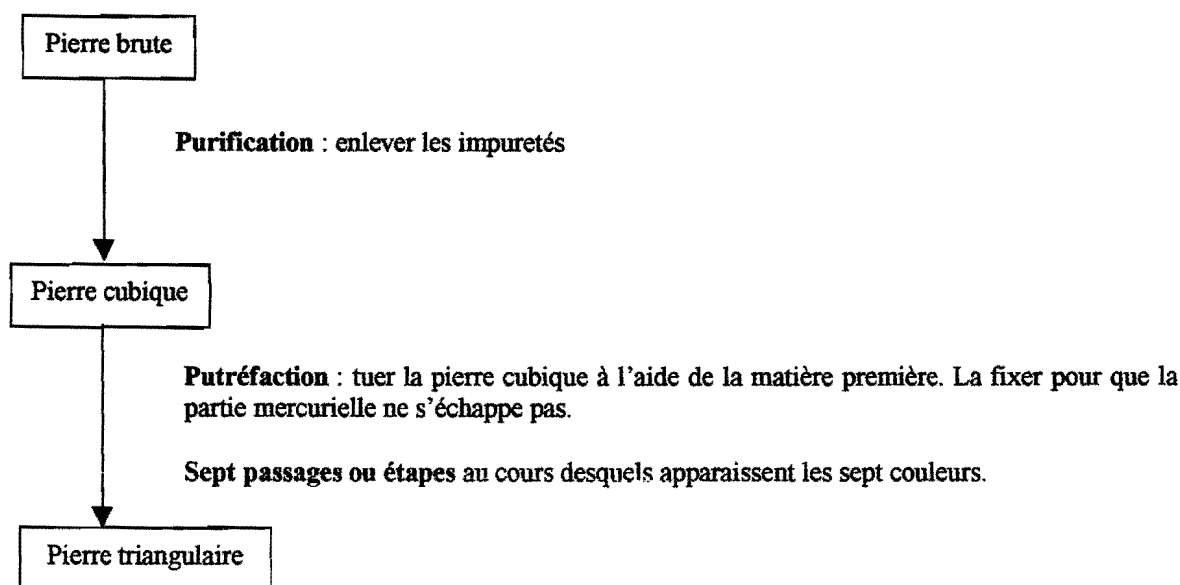 Pierre brute
Purification : enlever les impuretés
Pierre cubique
Putréfaction : tuer la pierre cubique à l'aide de la matière première. La fixer pour que la
partie mercurielle ne s'échappe pas.
Sept passages ou étapes au cours desquels apparaissent les sept couleurs.
Pierre triangulaire